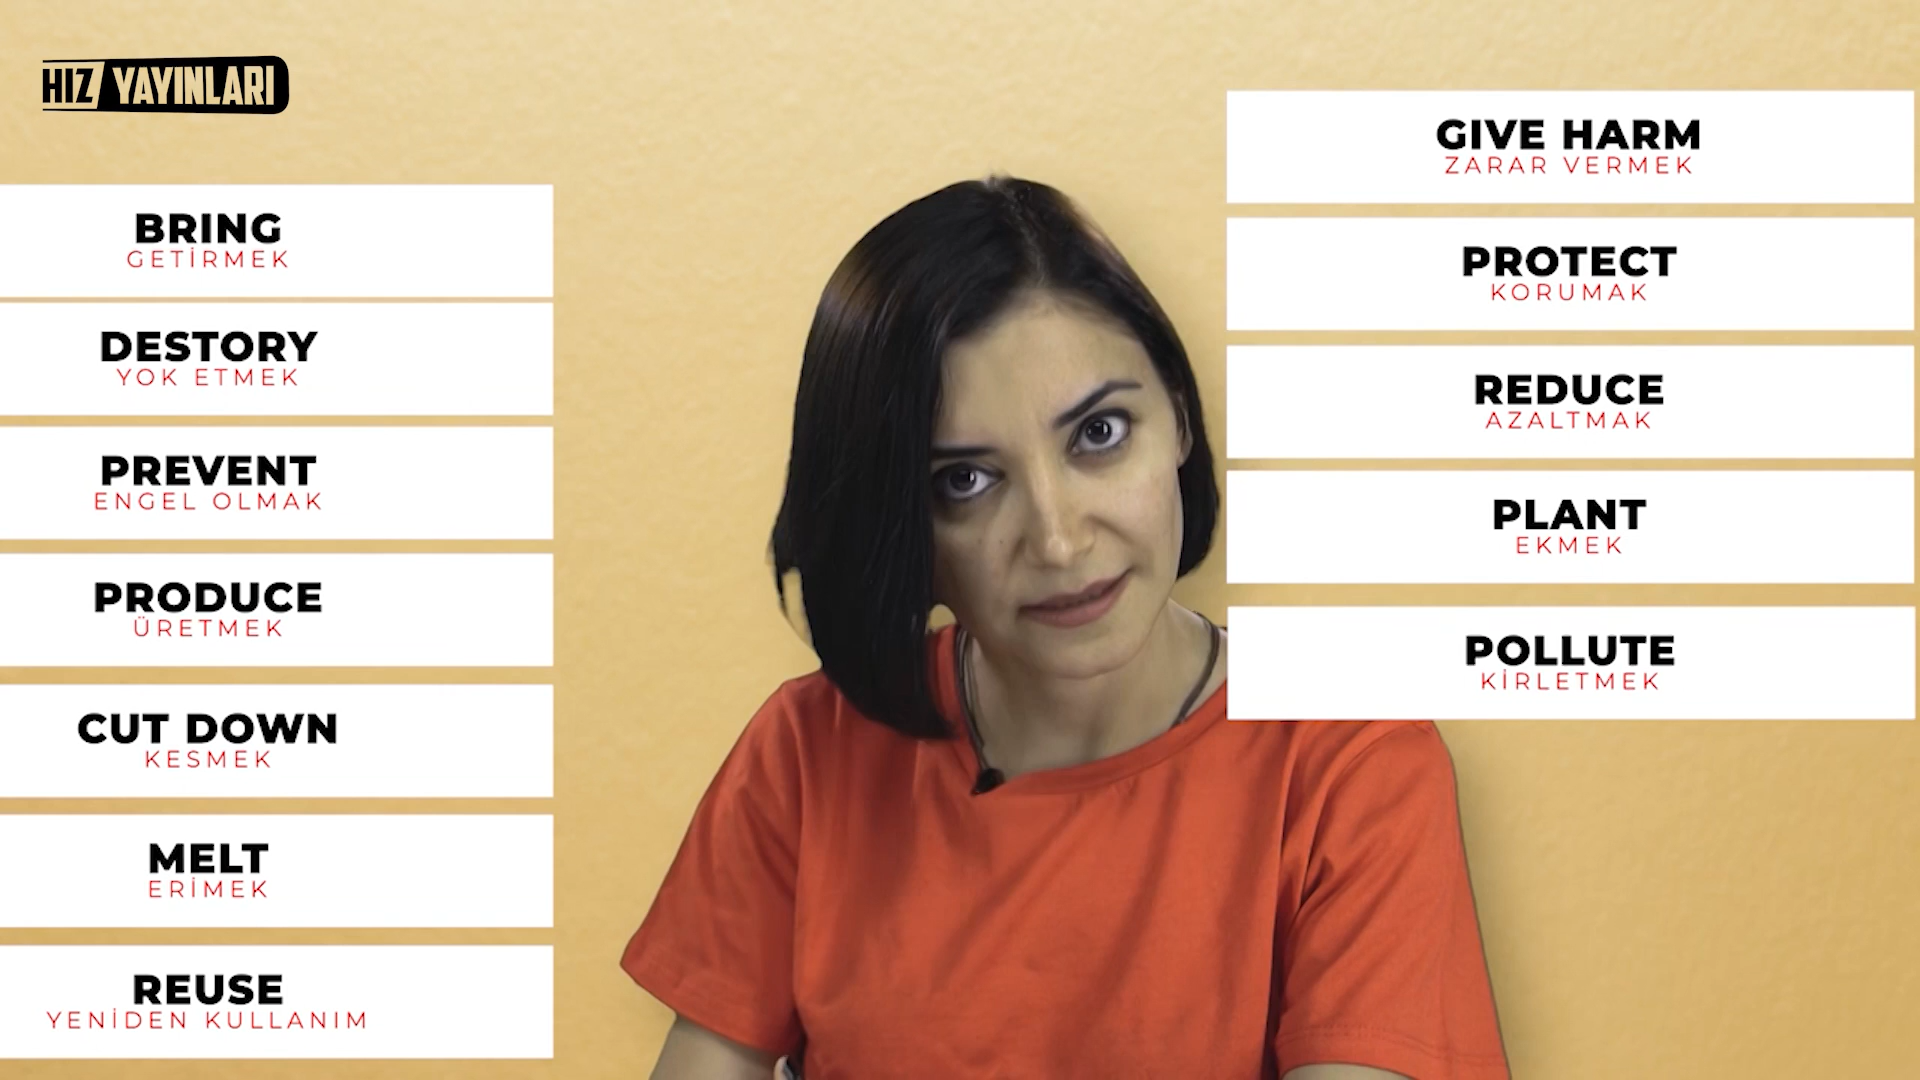 HIZ YAYINLARI
BRING
GETİRMEK
DESTORY
YOK ETMEK
PREVENT
ENGEL OLMAK
PRODUCE
ÜRETMEK
CUT DOWN
KESMEK
MELT
ERİMEK
REUSE
YENİDEN KULLANIM
GIVE HARM
ZARAR VERMEK
PROTECT
KORUMAK
REDUCE
AZALTMAK
PLANT
EKMEK
POLLUTE
KİRLETMEK